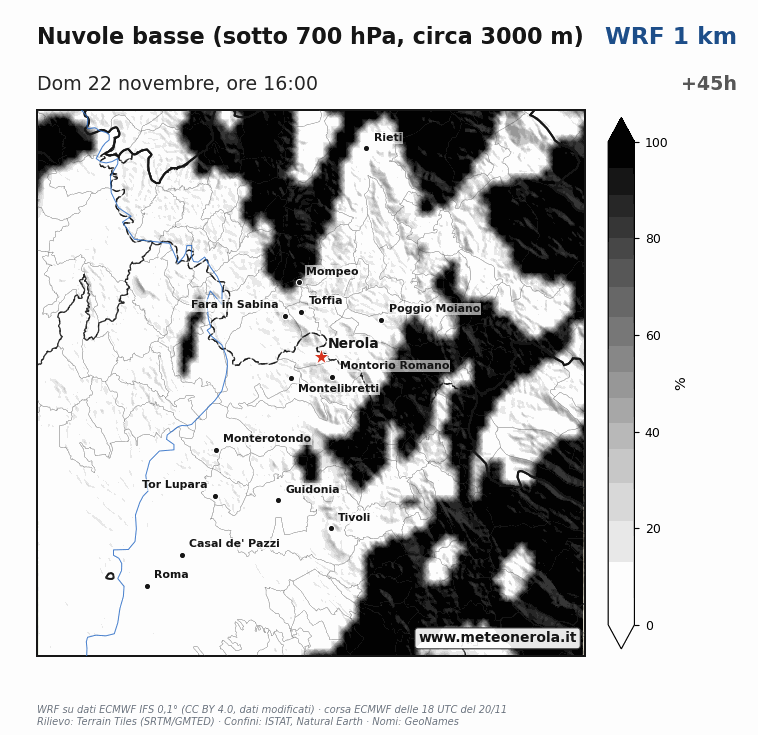 Nuvole basse (sotto 700 hPa, circa 3000 m) WRF 1 km
Dom 22 novembre, ore 16:00 +45h
Rieti
Mompeo
Toffia
Fara in Sabina
Poggio Moiano
Nerola
Montorio Romano
Montelibretti
Monterotondo
Tor Lupara
Guidonia
Tivoli
Casal de' Pazzi
Roma
www.meteonerola.it
100
80
60
40
20
0
%
WRF su dati ECMWF IFS 0,1° (CC BY 4.0, dati modificati) · corsa ECMWF delle 18 UTC del 20/11
Rilievo: Terrain Tiles (SRTM/GMTED) · Confini: ISTAT, Natural Earth · Nomi: GeoNames